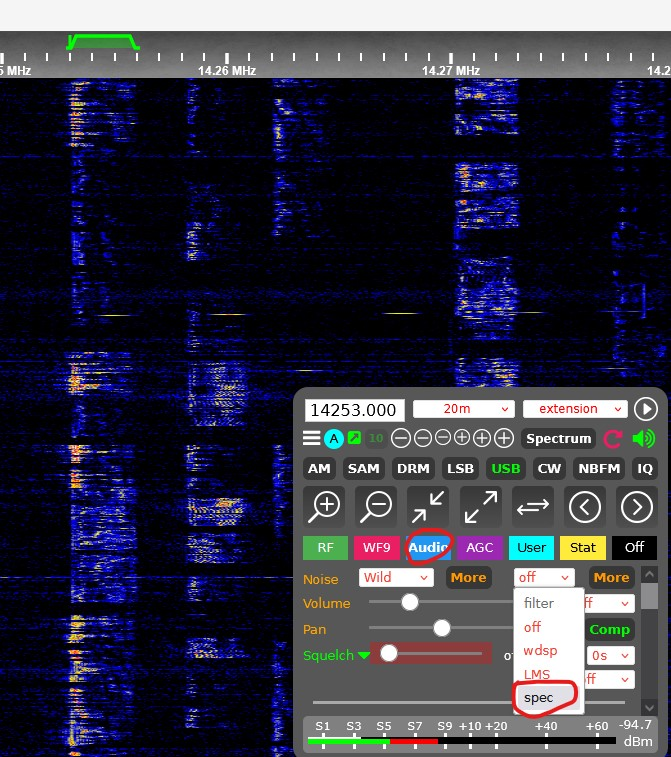 5 MHz 14.26 MHz 14.27 MHz 14.2
14253.000 20m extension
A 10 Spectrum
AM SAM DRM LSB USB CW NBFM IQ
RF WF9 Audio AGC User Stat Off
Noise Wild More off More
Volume filter ff
Pan off Comp
Squelch of wdsp 0s
LMS ff
spec
S1 S3 S5 S7 S9 +10 +20 +40 +60 -94.7
dBm